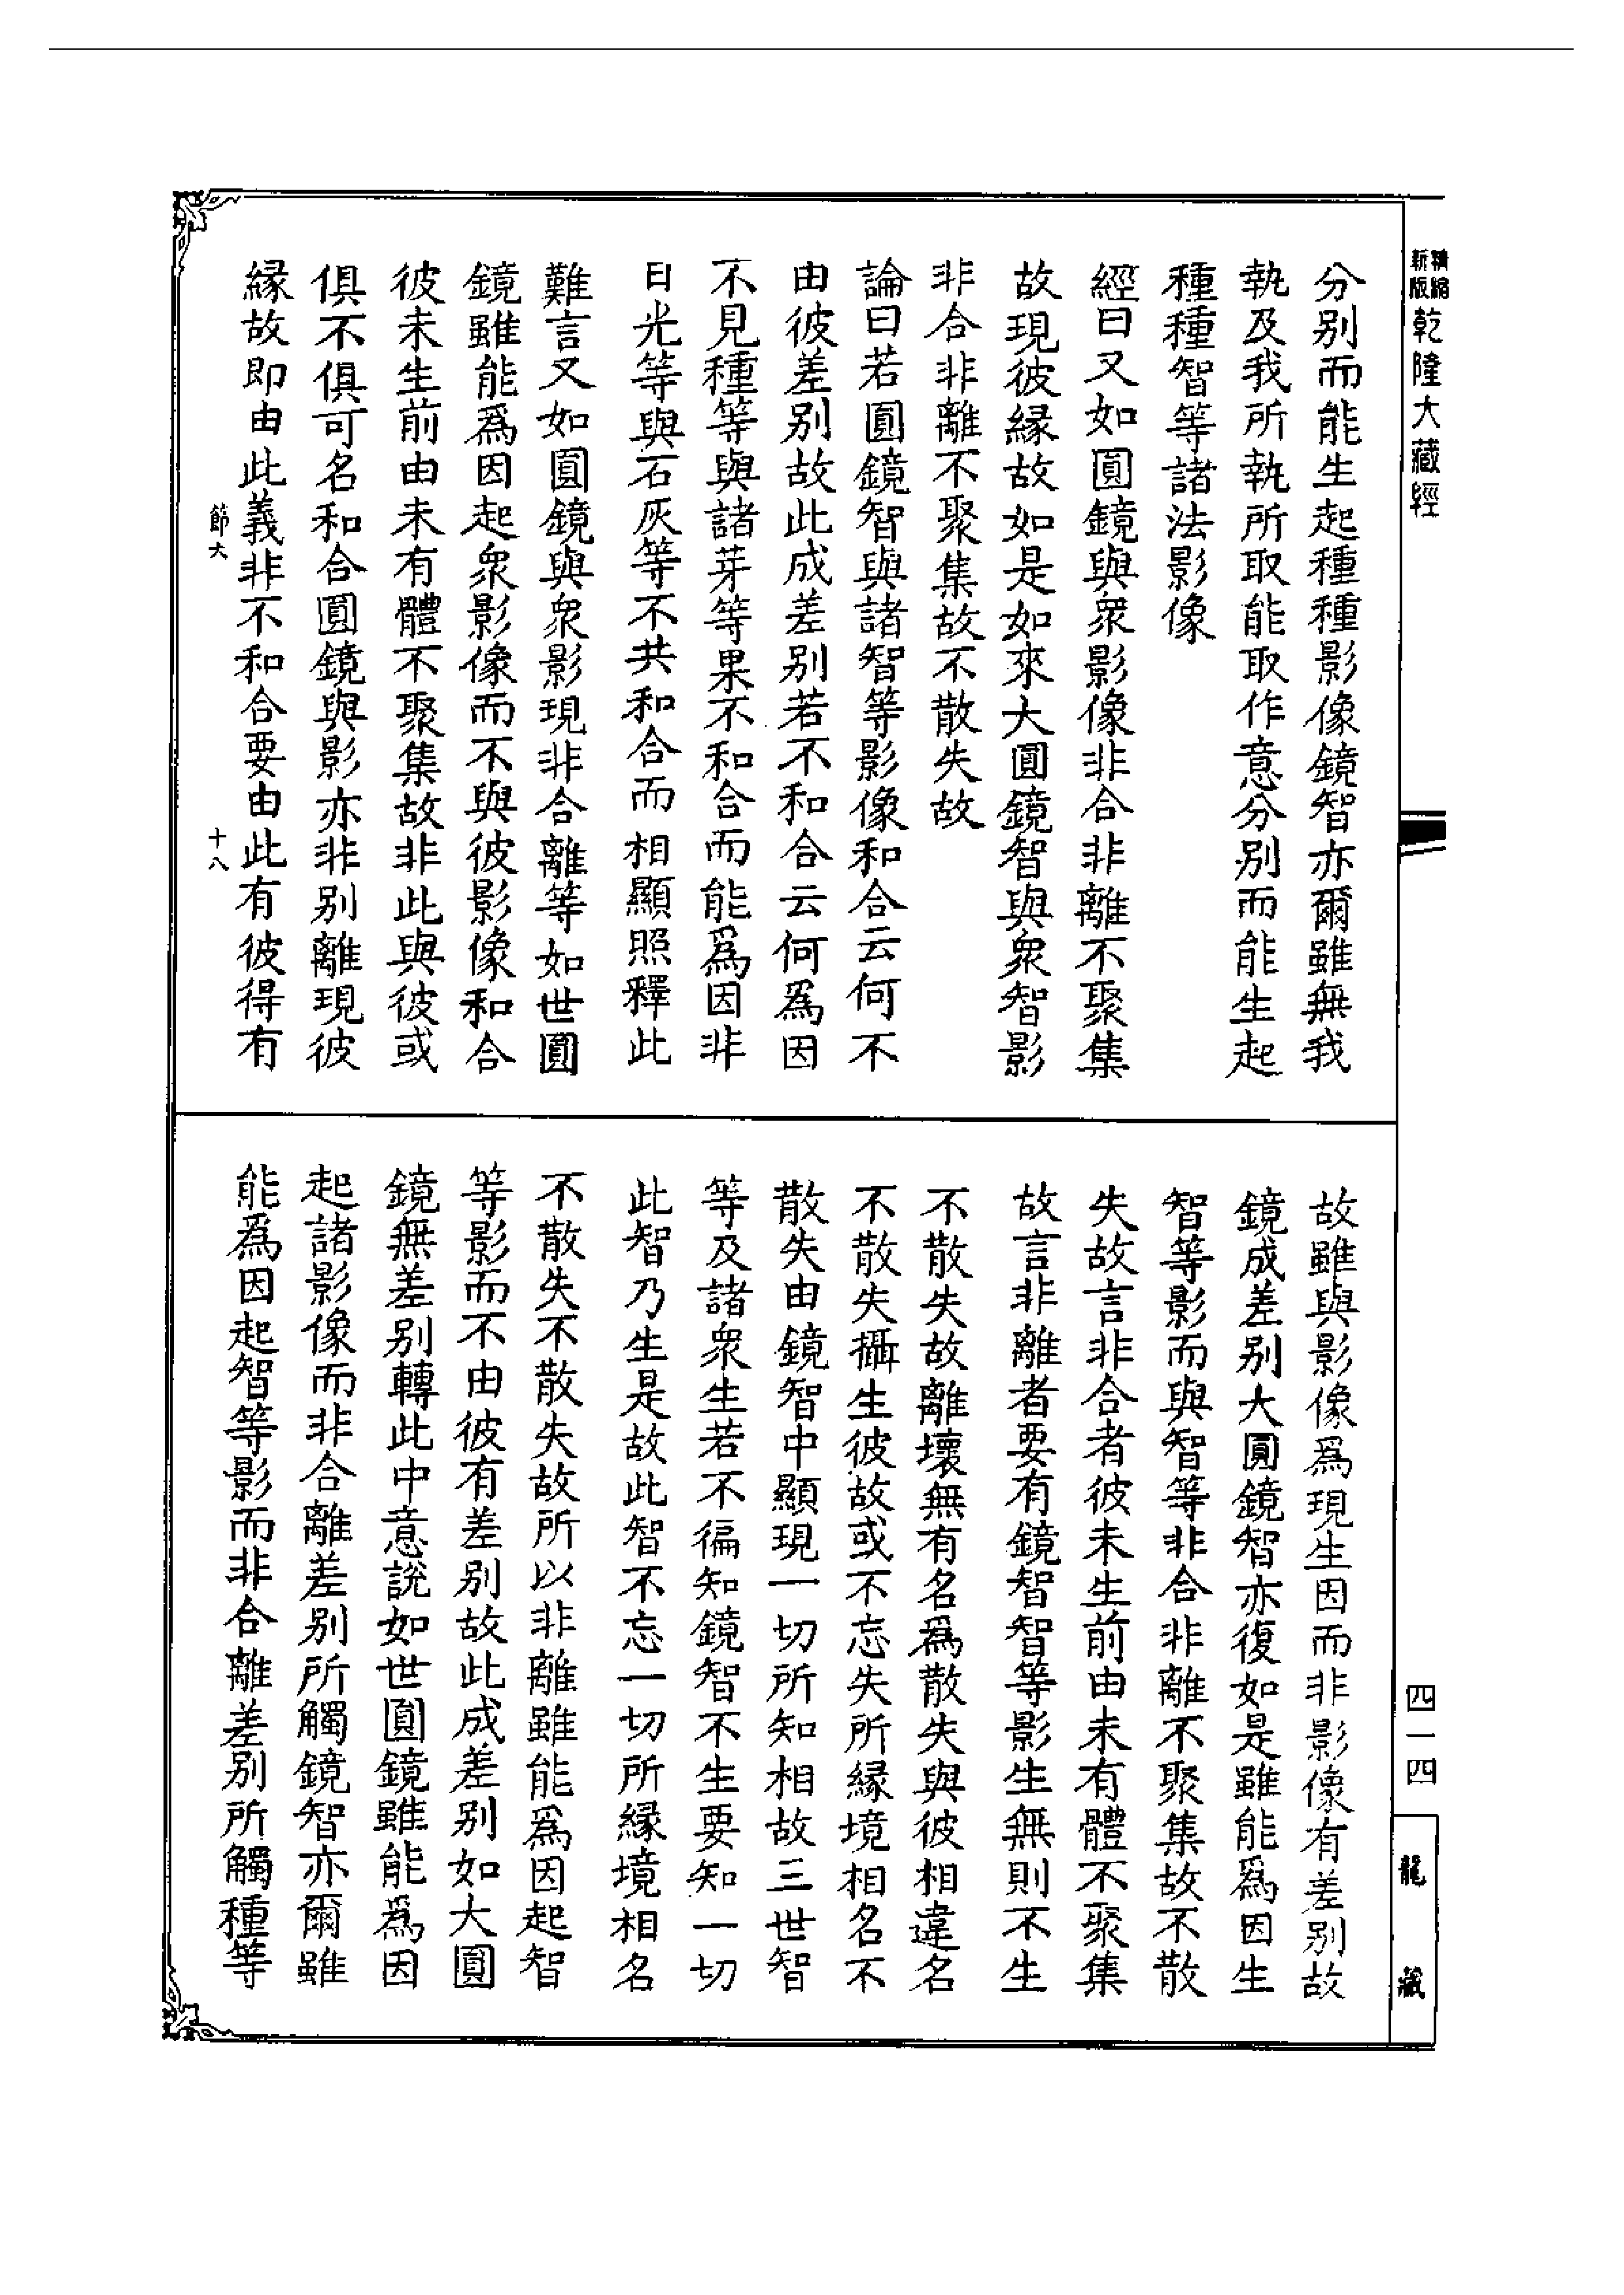 精縮
新版
乾隆大藏經
分別而能生起種種影像鏡智亦爾雖無我
執及我所執所取能取作意分別而能生起
種種智等諸法影像
經曰又如圓鏡與眾影像非合非離不聚集
故現彼緣故如是如來大圓鏡智與眾智影
非合非離不聚集故不散失故
論曰若圓鏡智與諸智等影像和合云何不
由彼差別故此成差別若不和合云何為因
不見種等與諸芽等果不和合而能為因非
日光等與石灰等不共和合而相顯照釋此
難言又如圓鏡與眾影現非合離等如世圓
鏡雖能為因起眾影像而不與彼影像和合
彼未生前由未有體不聚集故非此與彼或
俱不俱可名和合圓鏡與影亦非別離現彼
緣故即由此義非不和合要由此有彼得有
節大
十八
故雖與影像為現生因而非影像有差別故
鏡成差別大圓鏡智亦復如是雖能為因生
智等影而與智等非合非離不聚集故不散
失故言非合者彼未生前由未有體不聚集
故言非離者要有鏡智智等影生無則不生
不散失故離壞無有名為散失與彼相違名
不散失攝生彼故或不忘失所緣境相名不
散失由鏡智中顯現一切所知相故三世智
等及諸眾生若不徧知鏡智不生要知一切
此智乃生是故此智不忘一切所緣境相名
不散失不散失故所以非離雖能為因起智
等影而不由彼有差別故此成差別如大圓
鏡無差別轉此中意說如世圓鏡雖能為因
起諸影像而非合離差別所觸鏡智亦爾雖
能為因起智等影而非合離差別所觸種等
四一四
龍藏